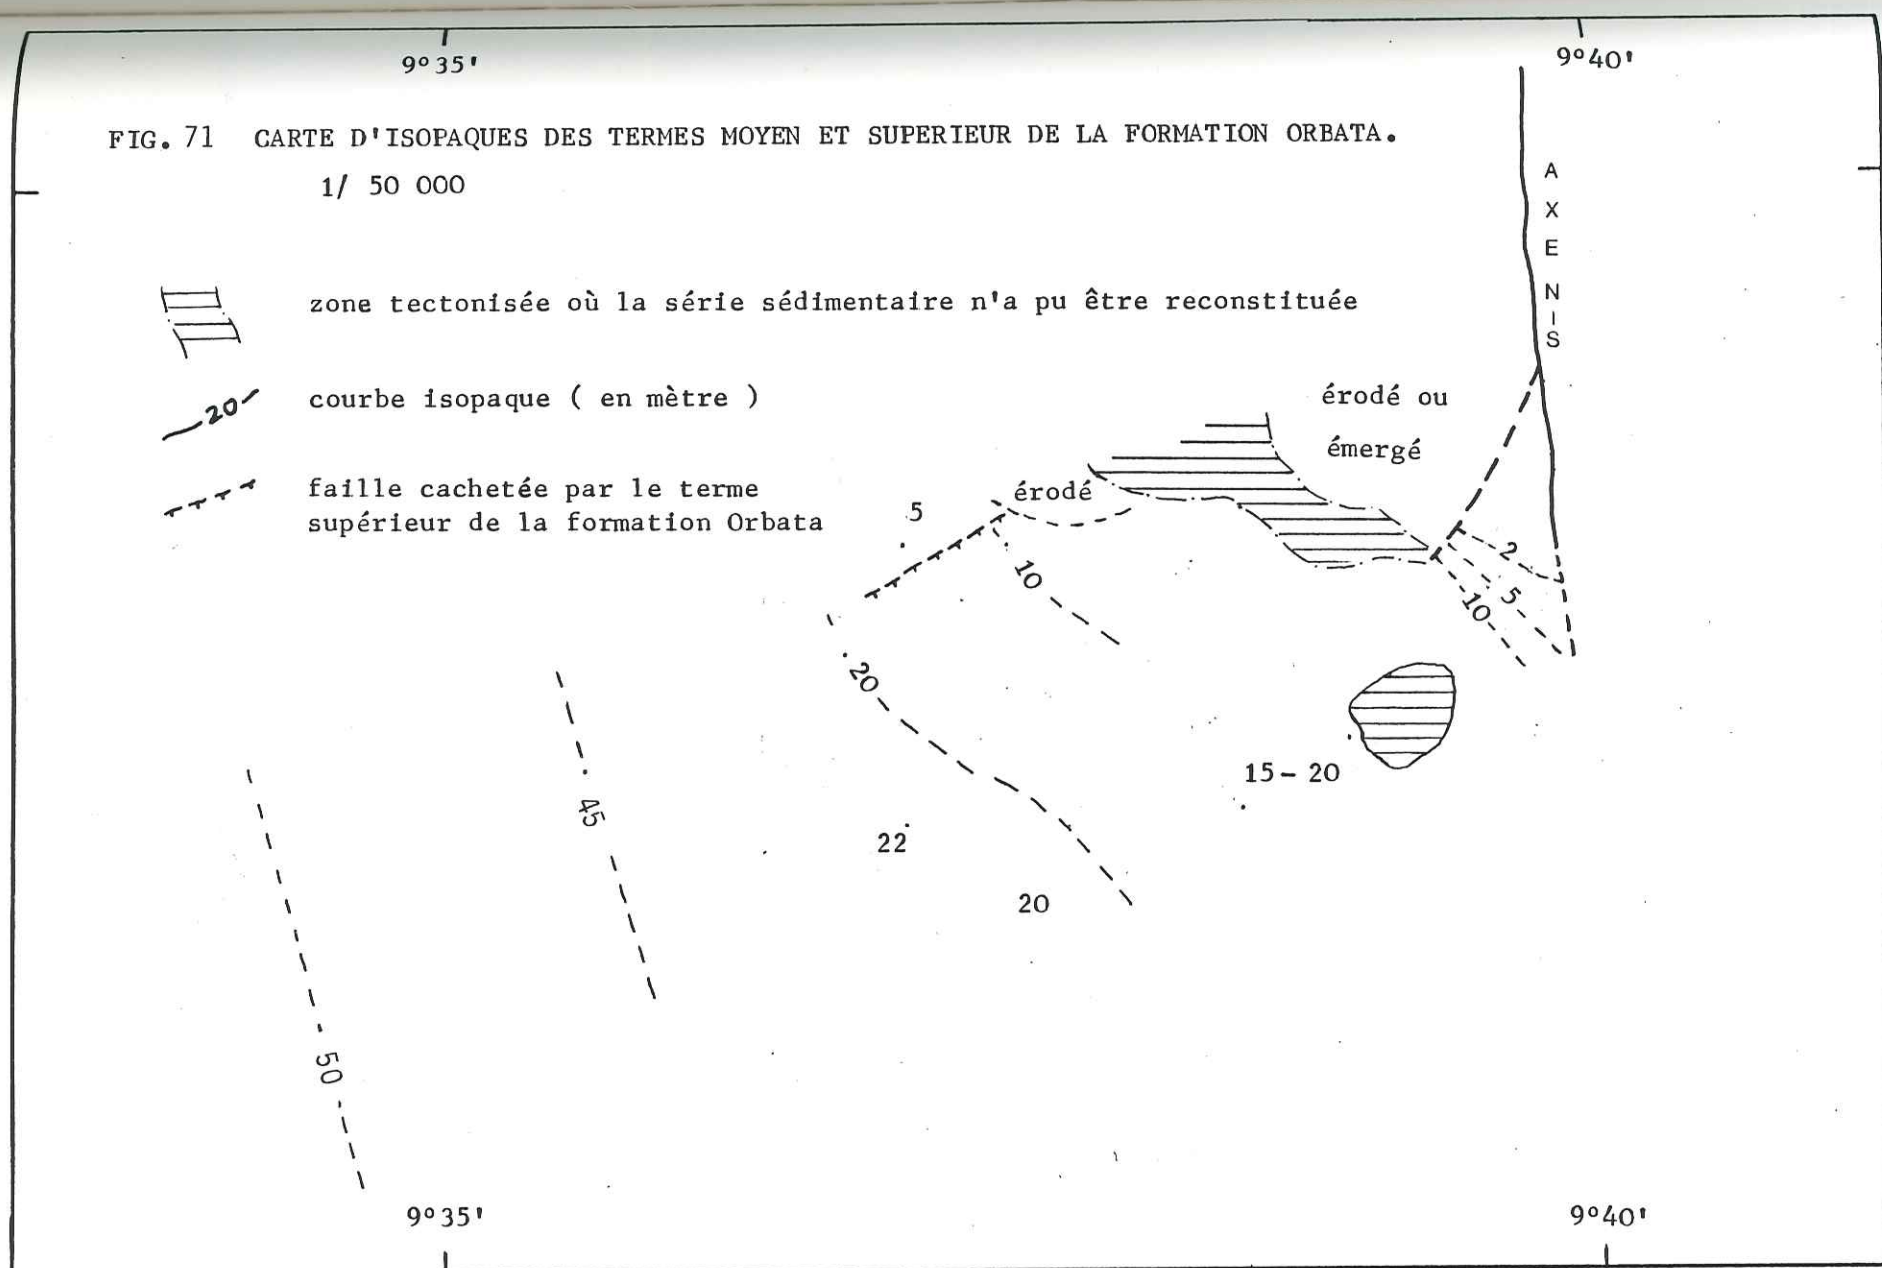 9°35'
9°40'
FIG. 71 CARTE D'ISOPAQUES DES TERMES MOYEN ET SUPERIEUR DE LA FORMATION ORBATA.
1/ 50 000
AXE N-S
zone tectonisée où la série sédimentaire n'a pu être reconstituée
20
courbe isopaque ( en mètre )
faille cachetée par le terme
supérieur de la formation Orbata
érodé ou
émergé
érodé
5
10
2
5
10
20
15-20
45
22
20
50
9°35'
9°40'